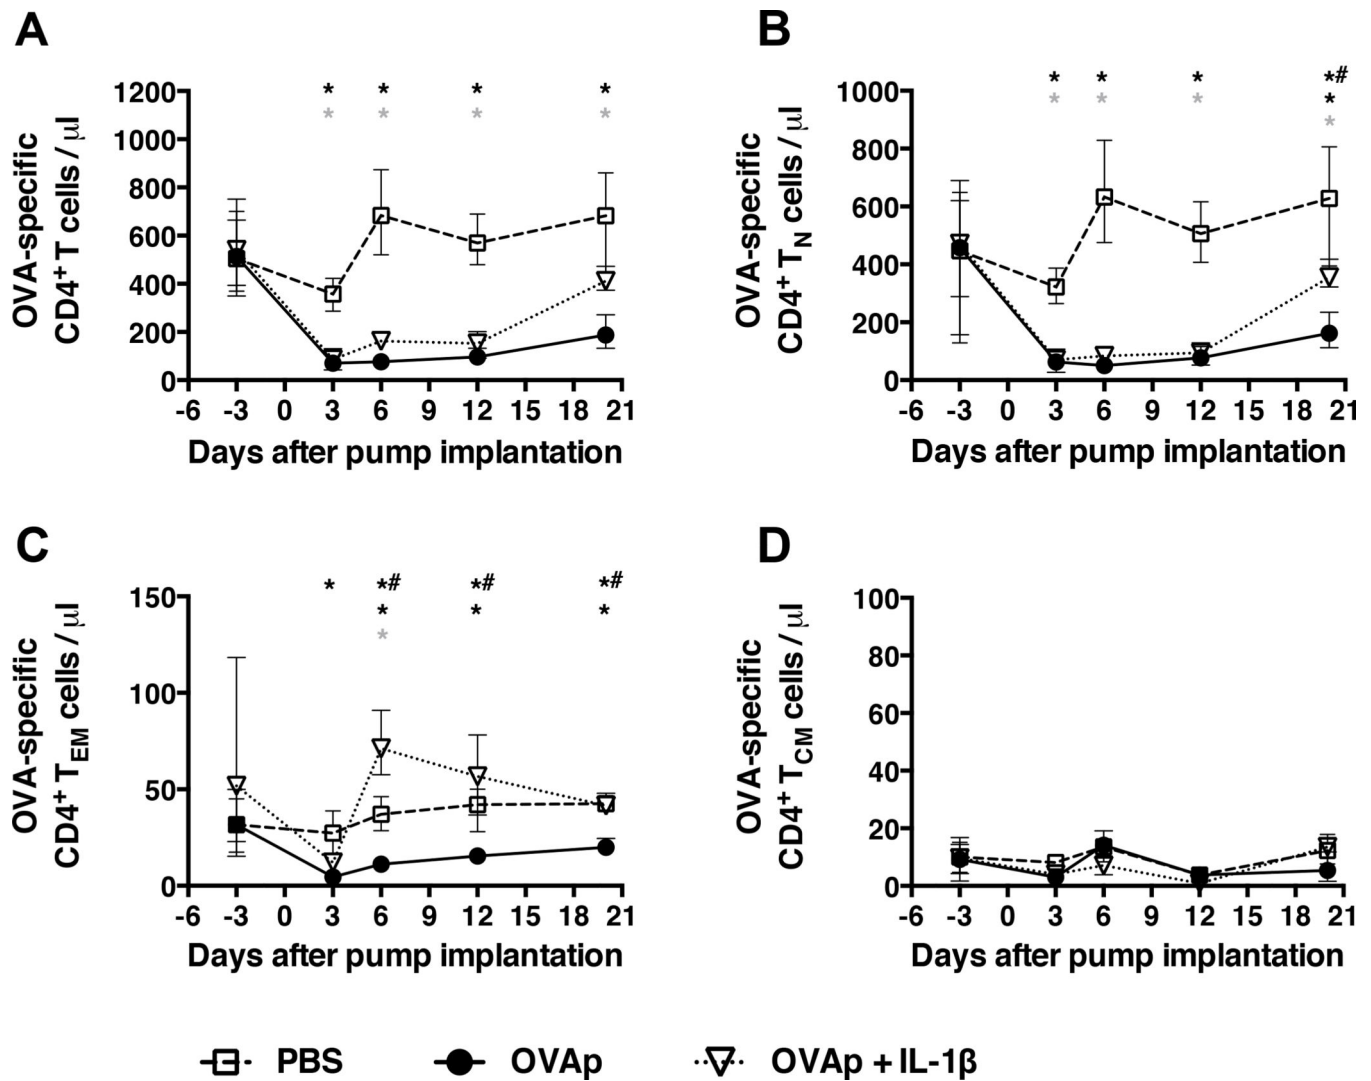 A
OVA-specific
CD4⁺ T cells / µl
1200
1000
800
600
400
200
0
* * * *
* * * *
-6 -3 0 3 6 9 12 15 18 21
Days after pump implantation
B
OVA-specific
CD4⁺ T_N cells / µl
1000
800
600
400
200
0
* * * *#
* * * *
*
-6 -3 0 3 6 9 12 15 18 21
Days after pump implantation
C
OVA-specific
CD4⁺ T_EM cells / µl
150
100
50
0
* *# *# *#
* * *
*
-6 -3 0 3 6 9 12 15 18 21
Days after pump implantation
D
OVA-specific
CD4⁺ T_CM cells / µl
100
80
60
40
20
0
-6 -3 0 3 6 9 12 15 18 21
Days after pump implantation
PBS OVAp OVAp + IL-1β